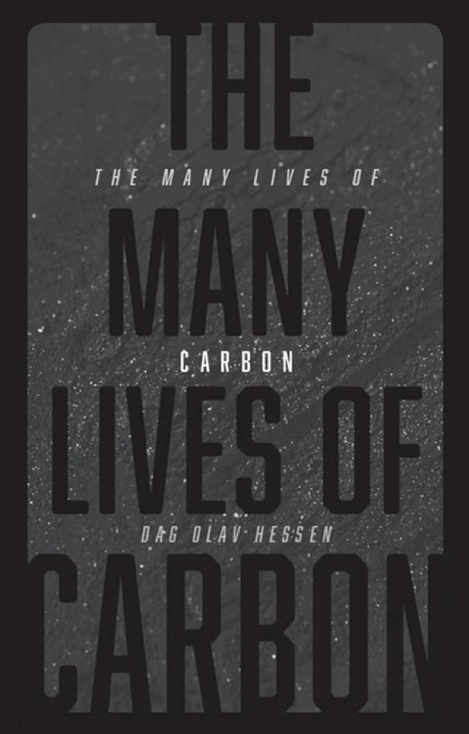 THE
THE MANY LIVES OF
MANY
CARBON
LIVES OF
DAG OLAV HESSEN
CARBON